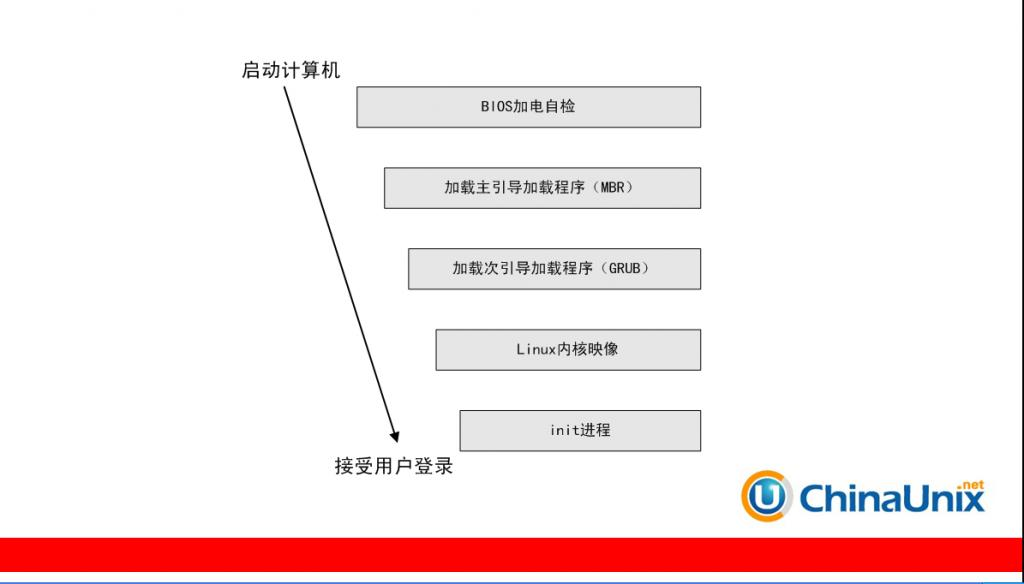 启动计算机
BIOS加电自检
加载主引导加载程序（MBR）
加载次引导加载程序（GRUB）
Linux内核映像
init进程
接受用户登录
ChinaUnix.net